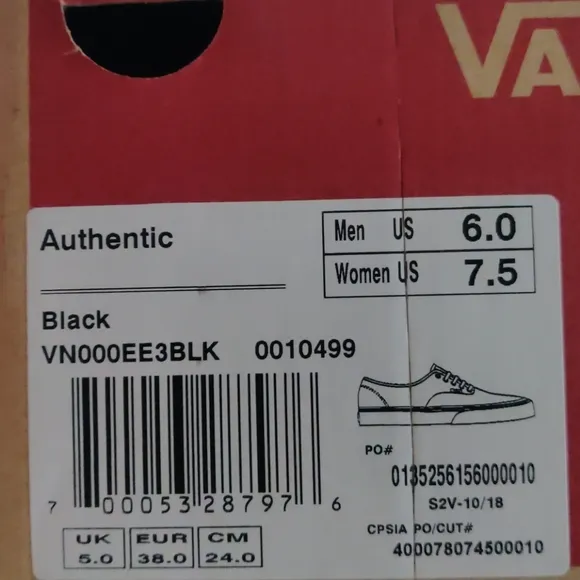 VA
Authentic
Men US 6.0
Women US 7.5
Black
VN000EE3BLK 0010499
PO#
0135256156000010
S2V-10/18
7 00053 28797 6
CPSIA PO/CUT#
400078074500010
UK EUR CM
5.0 38.0 24.0